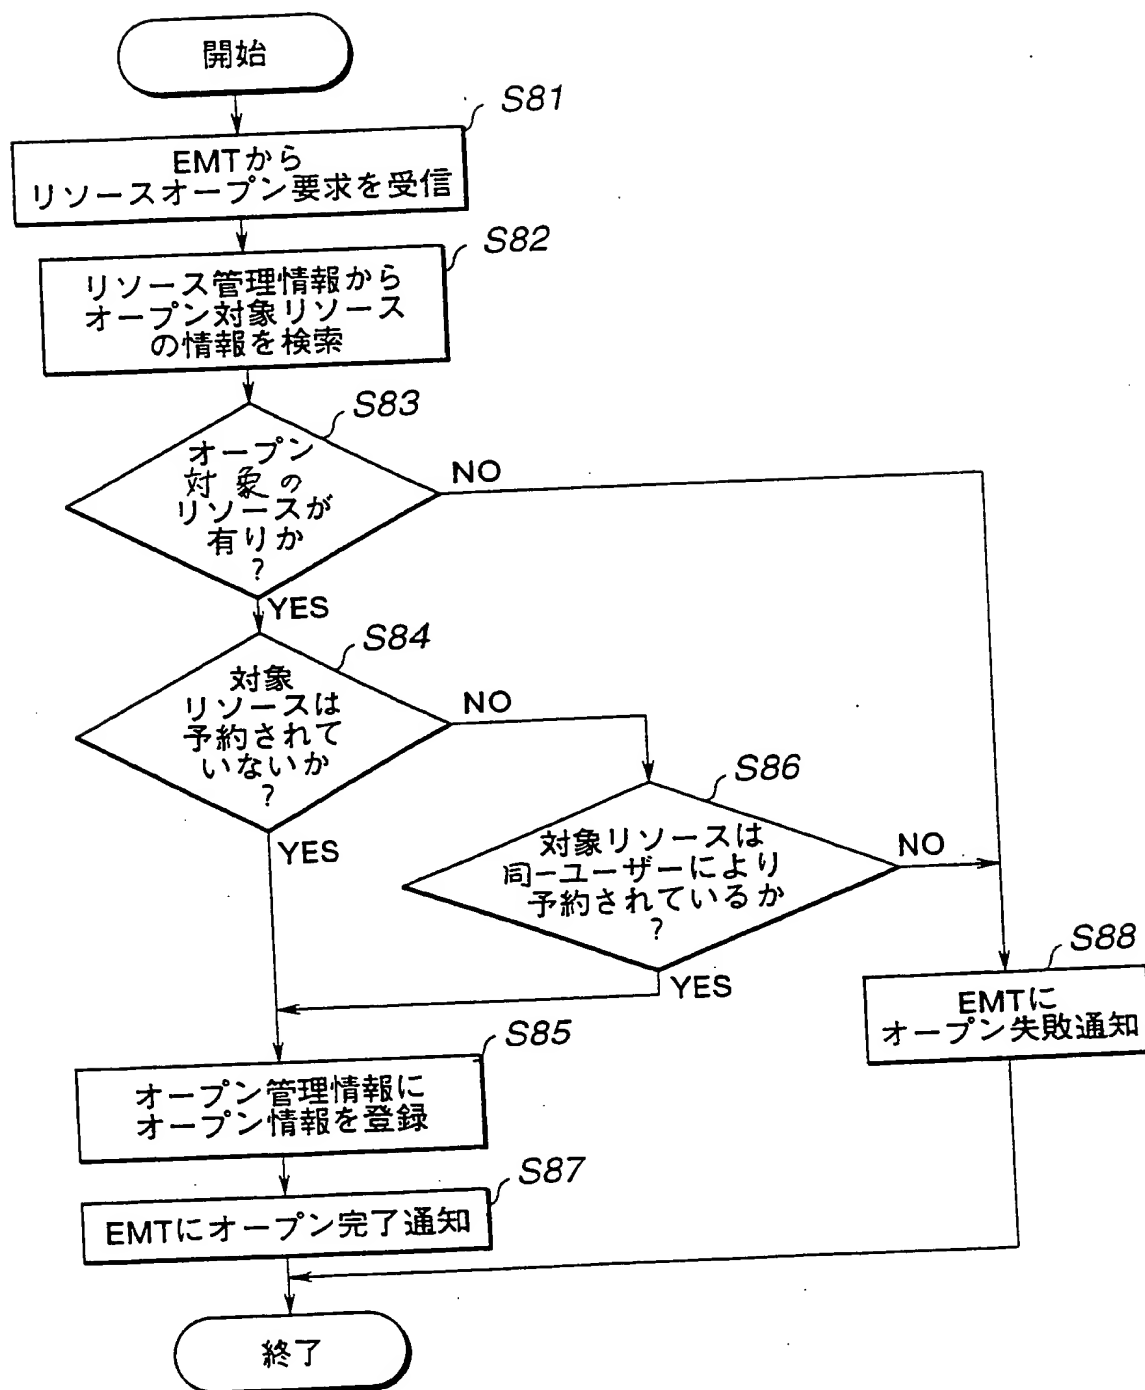 開始
S81
EMTから
リソースオープン要求を受信
S82
リソース管理情報から
オープン対象リソース
の情報を検索
S83
オープン
対象の
リソースが
有りか
?
NO
YES
S84
対象
リソースは
予約されて
いないか
?
NO
YES
S86
対象リソースは
同一ユーザーにより
予約されているか
?
NO
YES
S88
EMTに
オープン失敗通知
S85
オープン管理情報に
オープン情報を登録
S87
EMTにオープン完了通知
終了